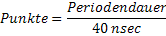 Punkte = Periodendauer / 40 nsec